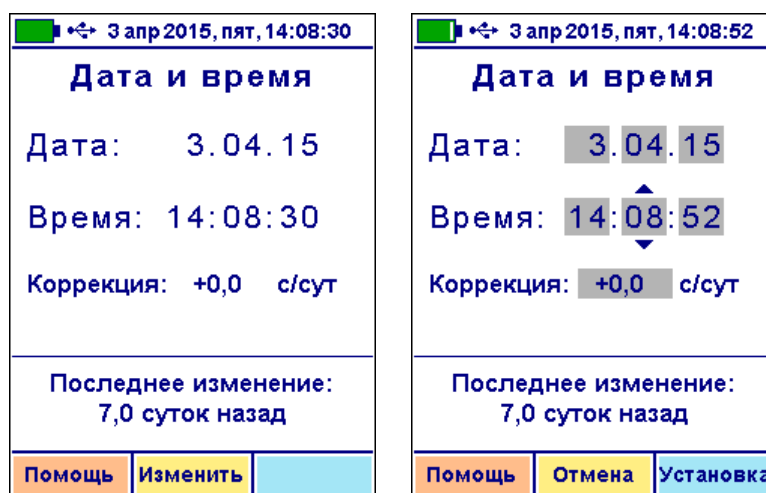 3 апр 2015, пят, 14:08:30
Дата и время
Дата: 3.04.15
Время: 14:08:30
Коррекция: +0,0 с/сут
Последнее изменение:
7,0 суток назад
Помощь Изменить
3 апр 2015, пят, 14:08:52
Дата и время
Дата: 3.04.15
Время: 14:08:52
Коррекция: +0,0 с/сут
Последнее изменение:
7,0 суток назад
Помощь Отмена Установка